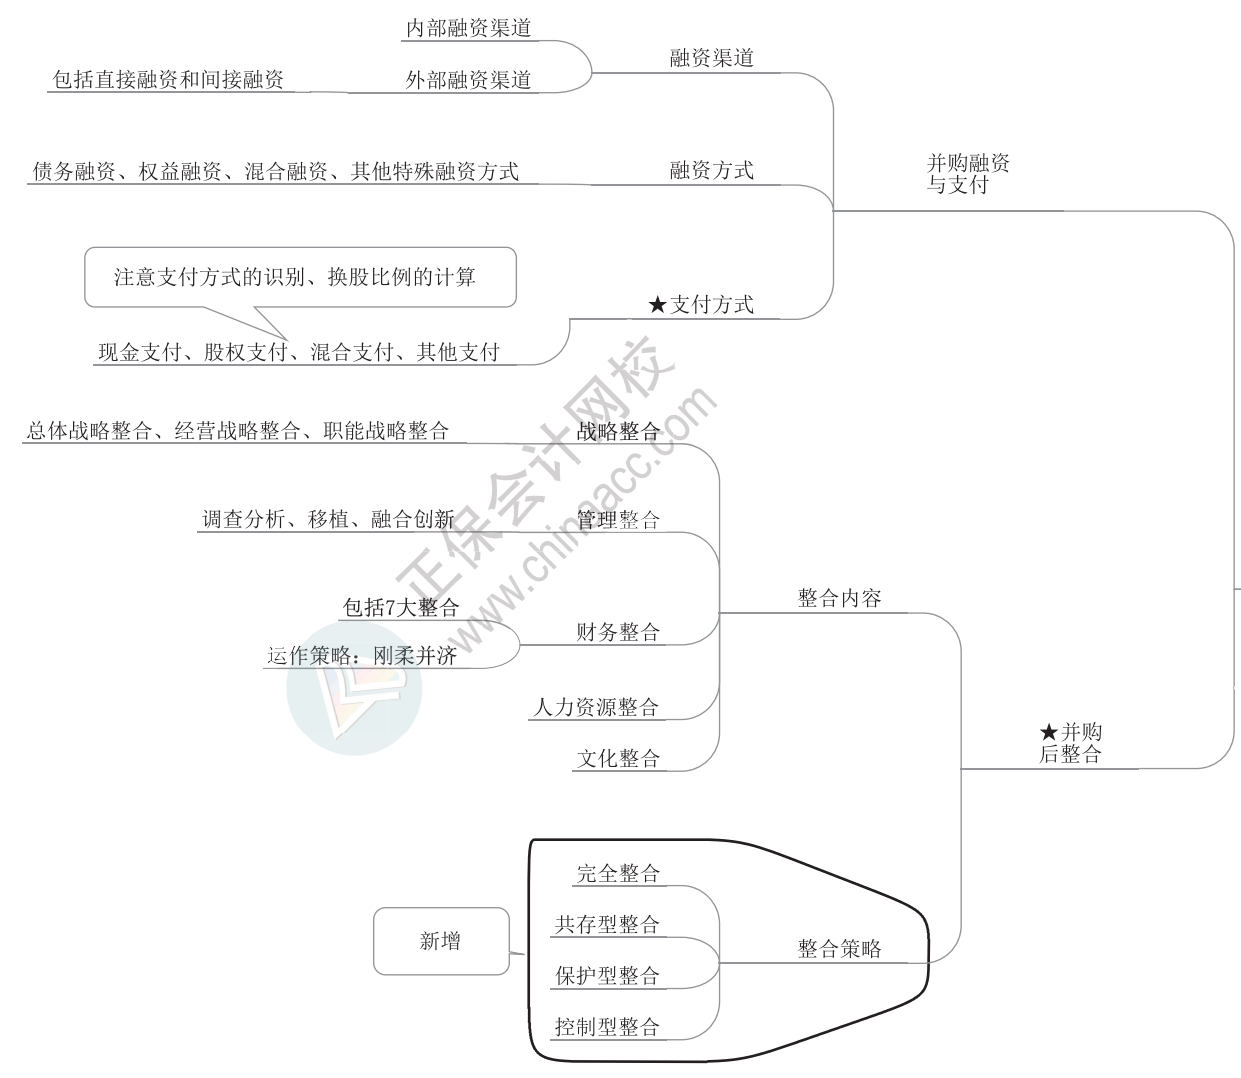 内部融资渠道
融资渠道
包括直接融资和间接融资
外部融资渠道
并购融资
与支付
债务融资、权益融资、混合融资、其他特殊融资方式
融资方式
注意支付方式的识别、换股比例的计算
★支付方式
现金支付、股权支付、混合支付、其他支付
总体战略整合、经营战略整合、职能战略整合
战略整合
调查分析、移植、融合创新
管理整合
整合内容
包括7大整合
财务整合
运作策略：刚柔并济
人力资源整合
★并购
后整合
文化整合
完全整合
共存型整合
新增
整合策略
保护型整合
控制型整合
正保会计网校
www.chinaacc.com